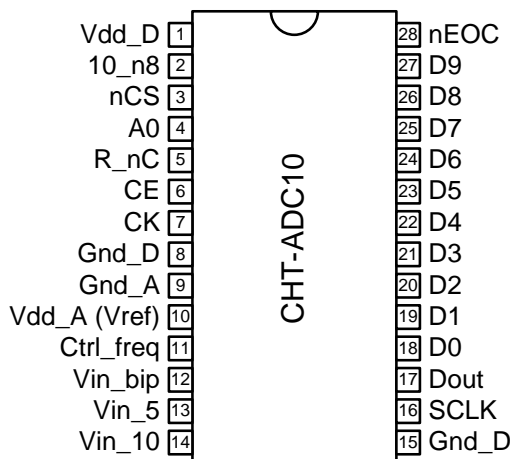 Vdd_D 1 28 nEOC
10_n8 2 27 D9
nCS 3 26 D8
A0 4 25 D7
R_nC 5 24 D6
CE 6 23 D5
CK 7 22 D4
Gnd_D 8 21 D3
Gnd_A 9 20 D2
Vdd_A (Vref) 10 19 D1
Ctrl_freq 11 18 D0
Vin_bip 12 17 Dout
Vin_5 13 16 SCLK
Vin_10 14 15 Gnd_D
CHT-ADC10